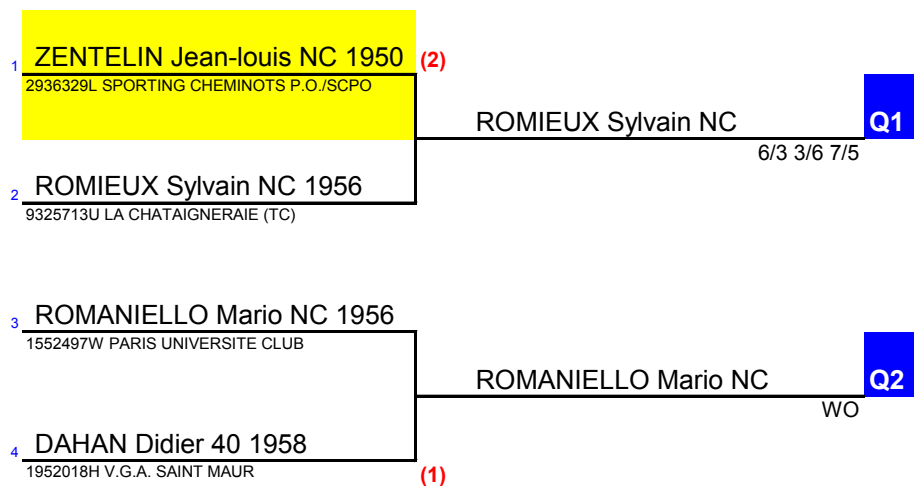 1 ZENTELIN Jean-louis NC 1950 (2)
2936329L SPORTING CHEMINOTS P.O./SCPO
ROMIEUX Sylvain NC Q1
6/3 3/6 7/5
2 ROMIEUX Sylvain NC 1956
9325713U LA CHATAIGNERAIE (TC)
3 ROMANIELLO Mario NC 1956
1552497W PARIS UNIVERSITE CLUB
ROMANIELLO Mario NC Q2
WO
4 DAHAN Didier 40 1958
1952018H V.G.A. SAINT MAUR (1)